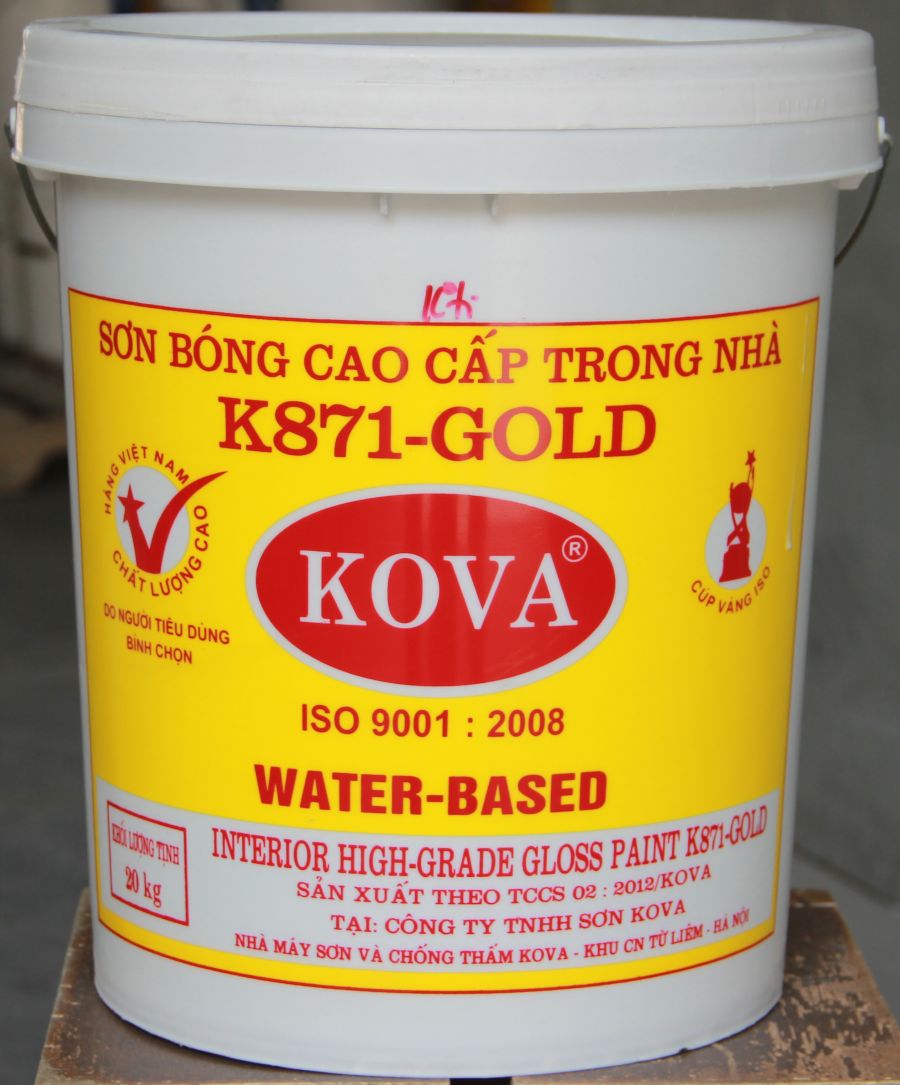 SƠN BÓNG CAO CẤP TRONG NHÀ
K871-GOLD
HÀNG VIỆT NAM
CHẤT LƯỢNG CAO
DO NGƯỜI TIÊU DÙNG
BÌNH CHỌN
KOVA®
CÚP VÀNG ISO
ISO 9001 : 2008
WATER-BASED
KHỐI LƯỢNG TỊNH
20 kg
INTERIOR HIGH-GRADE GLOSS PAINT K871-GOLD
SẢN XUẤT THEO TCCS 02 : 2012/KOVA
TẠI: CÔNG TY TNHH SƠN KOVA
NHÀ MÁY SƠN VÀ CHỐNG THẤM KOVA - KHU CN TỪ LIÊM - HÀ NỘI